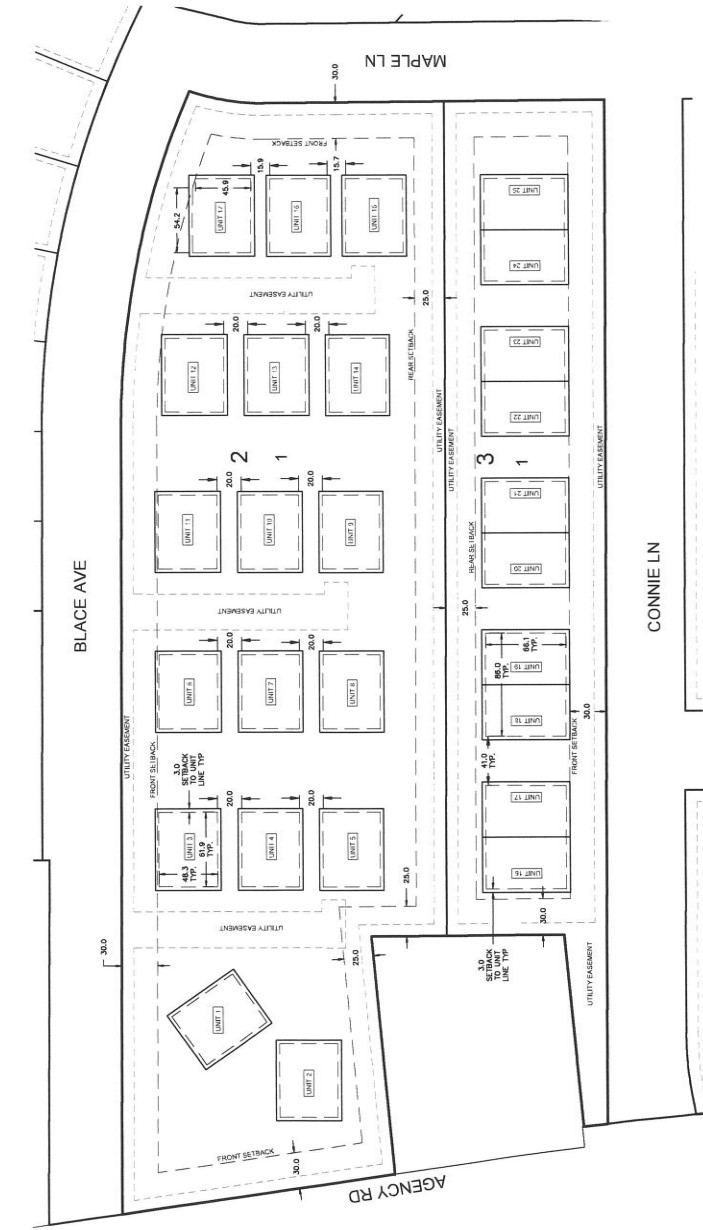 MAPLE LN
30.0
FRONT SETBACK
15.9
15.7
45.9
54.2
UNIT 17
UNIT 16
UNIT 15
UNIT 25
UNIT 24
UTILITY EASEMENT
25.0
20.0
20.0
REAR SETBACK
UNIT 12
UNIT 13
UNIT 14
UNIT 23
UNIT 22
UTILITY EASEMENT
UTILITY EASEMENT
2
1
3
1
UTILITY EASEMENT
20.0
20.0
UNIT 11
UNIT 10
UNIT 9
UNIT 21
UNIT 20
REAR SETBACK
BLACE AVE
CONNIE LN
UTILITY EASEMENT
25.0
20.0
20.0
UNIT 6
UNIT 7
UNIT 8
86.0
TYP.
66.1
TYP.
UNIT 19
UNIT 18
30.0
FRONT SETBACK
UTILITY EASEMENT
FRONT SETBACK
3.0
SETBACK
TO UNIT
LINE TYP
20.0
20.0
41.0
TYP.
UNIT 3
48.3
TYP.
61.9
TYP.
UNIT 4
UNIT 5
UNIT 17
UNIT 16
25.0
30.0
UTILITY EASEMENT
30.0
25.0
3.0
SETBACK
TO UNIT
LINE TYP
UTILITY EASEMENT
UNIT 1
UNIT 2
FRONT SETBACK
30.0
AGENCY RD